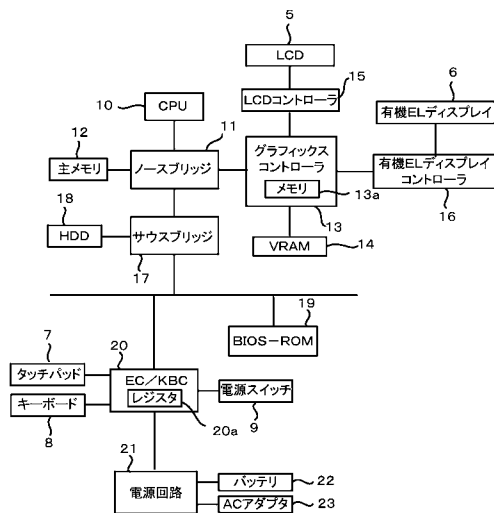 5
LCD
15
LCDコントローラ
6
有機ELディスプレイ
10
CPU
11
12
主メモリ
ノースブリッジ
グラフィックス
コントローラ
メモリ
13a
有機ELディスプレイ
コントローラ
16
18
HDD
サウスブリッジ
17
13
VRAM
14
19
BIOS-ROM
7
タッチパッド
20
EC/KBC
レジスタ
20a
電源スイッチ
9
キーボード
8
21
電源回路
バッテリ
22
ACアダプタ
23